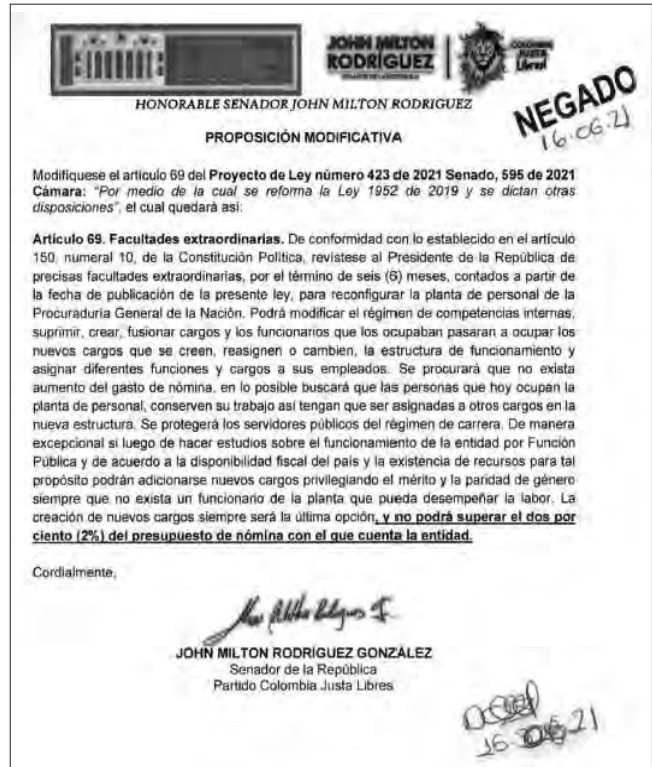 JOHN MILTON
RODRÍGUEZ
COLOMBIA
JUSTA
Libres
HONORABLE SENADOR JOHN MILTON RODRIGUEZ
NEGADO
16.06.21
PROPOSICIÓN MODIFICATIVA
Modifíquese el artículo 69 del Proyecto de Ley número 423 de 2021 Senado, 595 de 2021
Cámara: "Por medio de la cual se reforma la Ley 1952 de 2019 y se dictan otras
disposiciones", el cual quedará así:
Artículo 69. Facultades extraordinarias. De conformidad con lo establecido en el artículo
150, numeral 10, de la Constitución Política, revístese al Presidente de la República de
precisas facultades extraordinarias, por el término de seis (6) meses, contados a partir de
la fecha de publicación de la presente ley, para reconfigurar la planta de personal de la
Procuraduría General de la Nación. Podrá modificar el régimen de competencias internas,
suprimir, crear, fusionar cargos y los funcionarios que los ocupaban pasaran a ocupar los
nuevos cargos que se creen, reasignen o cambien, la estructura de funcionamiento y
asignar diferentes funciones y cargos a sus empleados. Se procurará que no exista
aumento del gasto de nómina, en lo posible buscará que las personas que hoy ocupan la
planta de personal, conserven su trabajo así tengan que ser asignadas a otros cargos en la
nueva estructura. Se protegerá los servidores públicos del régimen de carrera. De manera
excepcional si luego de hacer estudios sobre el funcionamiento de la entidad por Función
Pública y de acuerdo a la disponibilidad fiscal del país y la existencia de recursos para tal
propósito podrán adicionarse nuevos cargos privilegiando el mérito y la paridad de género
siempre que no exista un funcionario de la planta que pueda desempeñar la labor. La
creación de nuevos cargos siempre será la última opción, y no podrá superar el dos por
ciento (2%) del presupuesto de nómina con el que cuenta la entidad.
Cordialmente,
JOHN MILTON RODRÍGUEZ GONZÁLEZ
Senador de la República
Partido Colombia Justa Libres
16
21